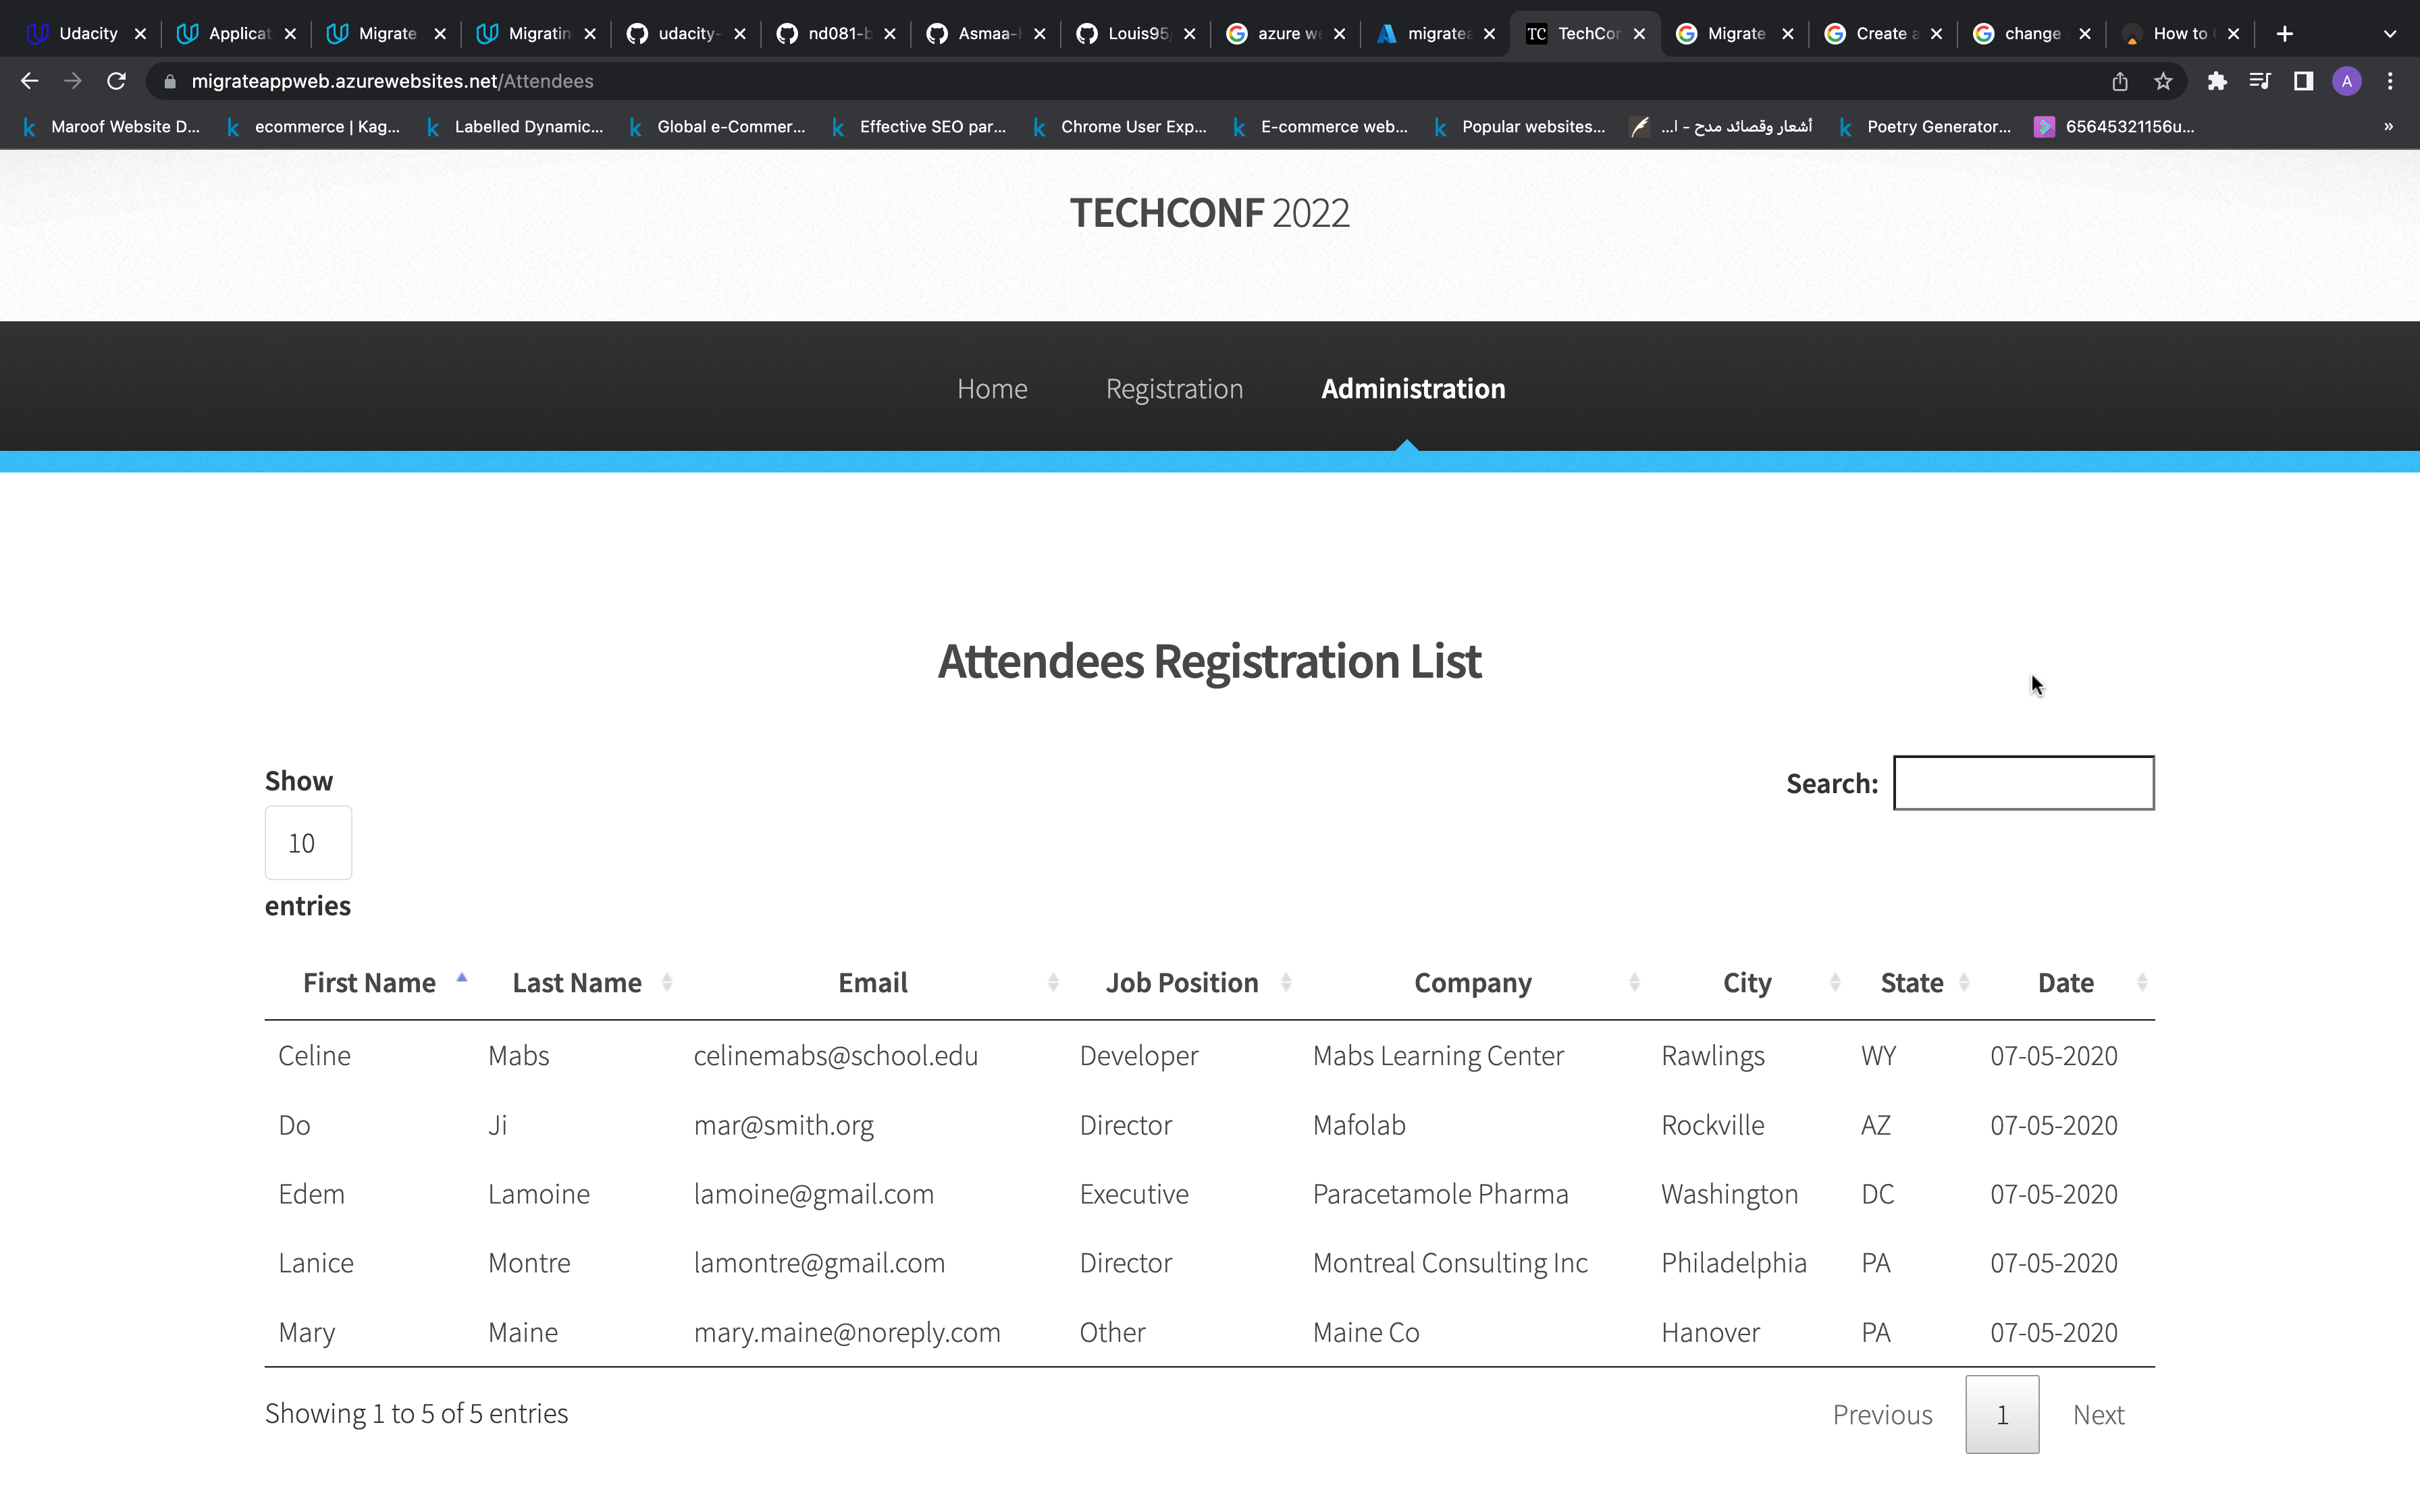 Udacity Applicat Migrate Migratin udacity- nd081-b Asmaa- Louis95 azure we migratea TechCor Migrate Create a change How to
migrateappweb.azurewebsites.net/Attendees A
Maroof Website D... ecommerce | Kag... Labelled Dynamic... Global e-Commer... Effective SEO par... Chrome User Exp... E-commerce web... Popular websites... أشعار وقصائد مدح - ا... Poetry Generator... 65645321156u... »
TECHCONF 2022
Home Registration Administration
Attendees Registration List
Show
10
entries
Search:
First Name Last Name Email Job Position Company City State Date
Celine Mabs celinemabs@school.edu Developer Mabs Learning Center Rawlings WY 07-05-2020
Do Ji mar@smith.org Director Mafolab Rockville AZ 07-05-2020
Edem Lamoine lamoine@gmail.com Executive Paracetamole Pharma Washington DC 07-05-2020
Lanice Montre lamontre@gmail.com Director Montreal Consulting Inc Philadelphia PA 07-05-2020
Mary Maine mary.maine@noreply.com Other Maine Co Hanover PA 07-05-2020
Showing 1 to 5 of 5 entries
Previous 1 Next